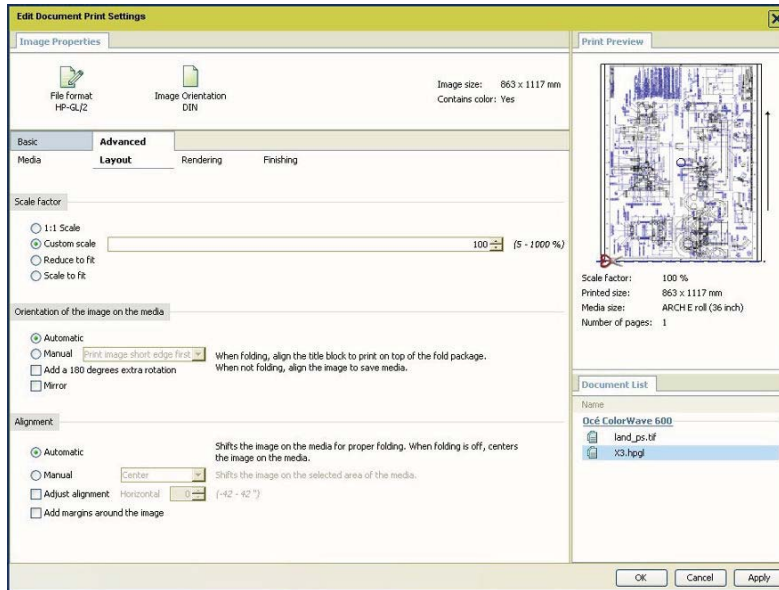 Edit Document Print Settings
Image Properties
File format
HP-GL/2
Image Orientation
DIN
Image size: 863 x 1117 mm
Contains color: Yes
Basic Advanced
Media Layout Rendering Finishing
Scale factor
1:1 Scale
Custom scale 100 (5 - 1000 %)
Reduce to fit
Scale to fit
Orientation of the image on the media
Automatic
Manual Print image short edge first
Add a 180 degrees extra rotation
Mirror
When folding, align the title block to print on top of the fold package.
When not folding, align the image to save media.
Alignment
Automatic
Shifts the image on the media for proper folding. When folding is off, centers
the image on the media.
Manual Center Shifts the image on the selected area of the media.
Adjust alignment Horizontal 0 (-42 - 42 ")
Add margins around the image
Print Preview
Scale factor: 100 %
Printed size: 863 x 1117 mm
Media size: ARCH E roll (36 inch)
Number of pages: 1
Document List
Name
Océ ColorWave 600
land_ps.tif
X3.hpgl
OK Cancel Apply